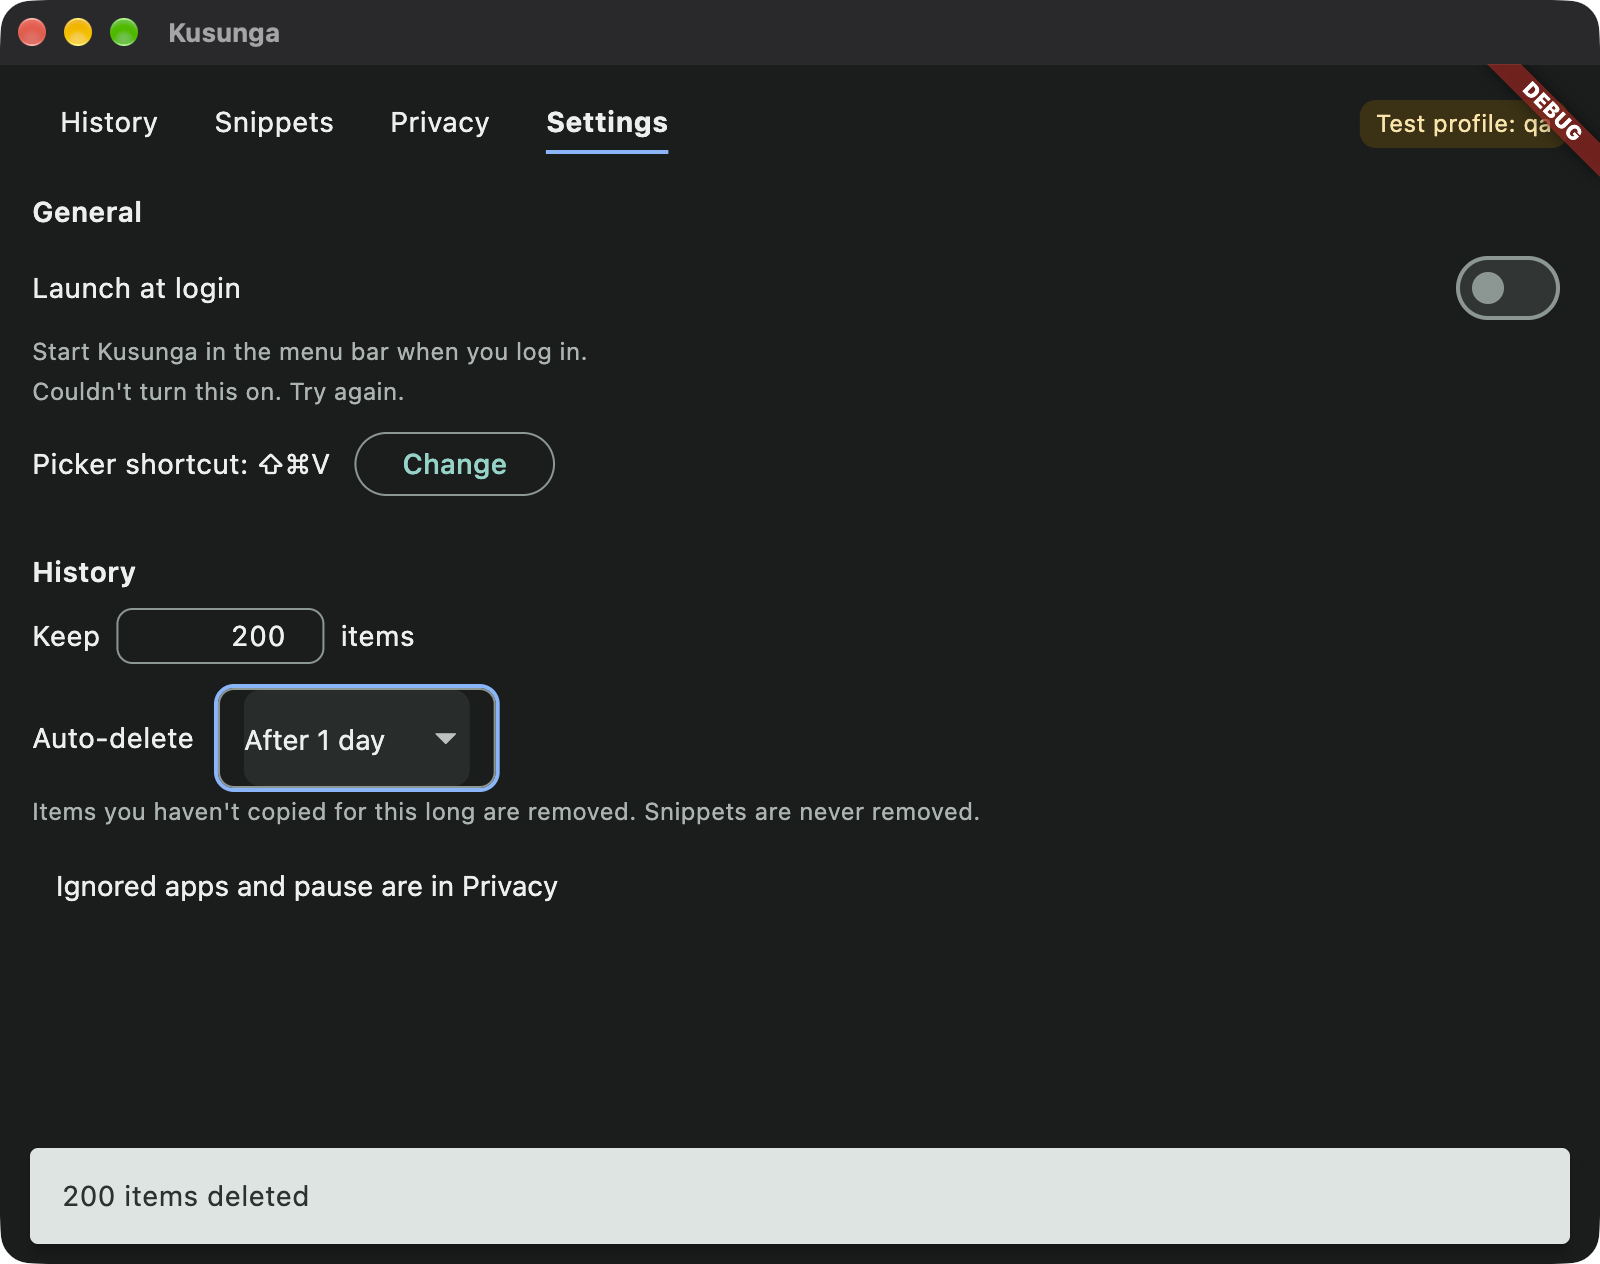 Kusunga
History Snippets Privacy Settings
Test profile: qa
DEBUG
General
Launch at login
Start Kusunga in the menu bar when you log in.
Couldn't turn this on. Try again.
Picker shortcut: ⇧⌘V Change
History
Keep 200 items
Auto-delete After 1 day
Items you haven't copied for this long are removed. Snippets are never removed.
Ignored apps and pause are in Privacy
200 items deleted